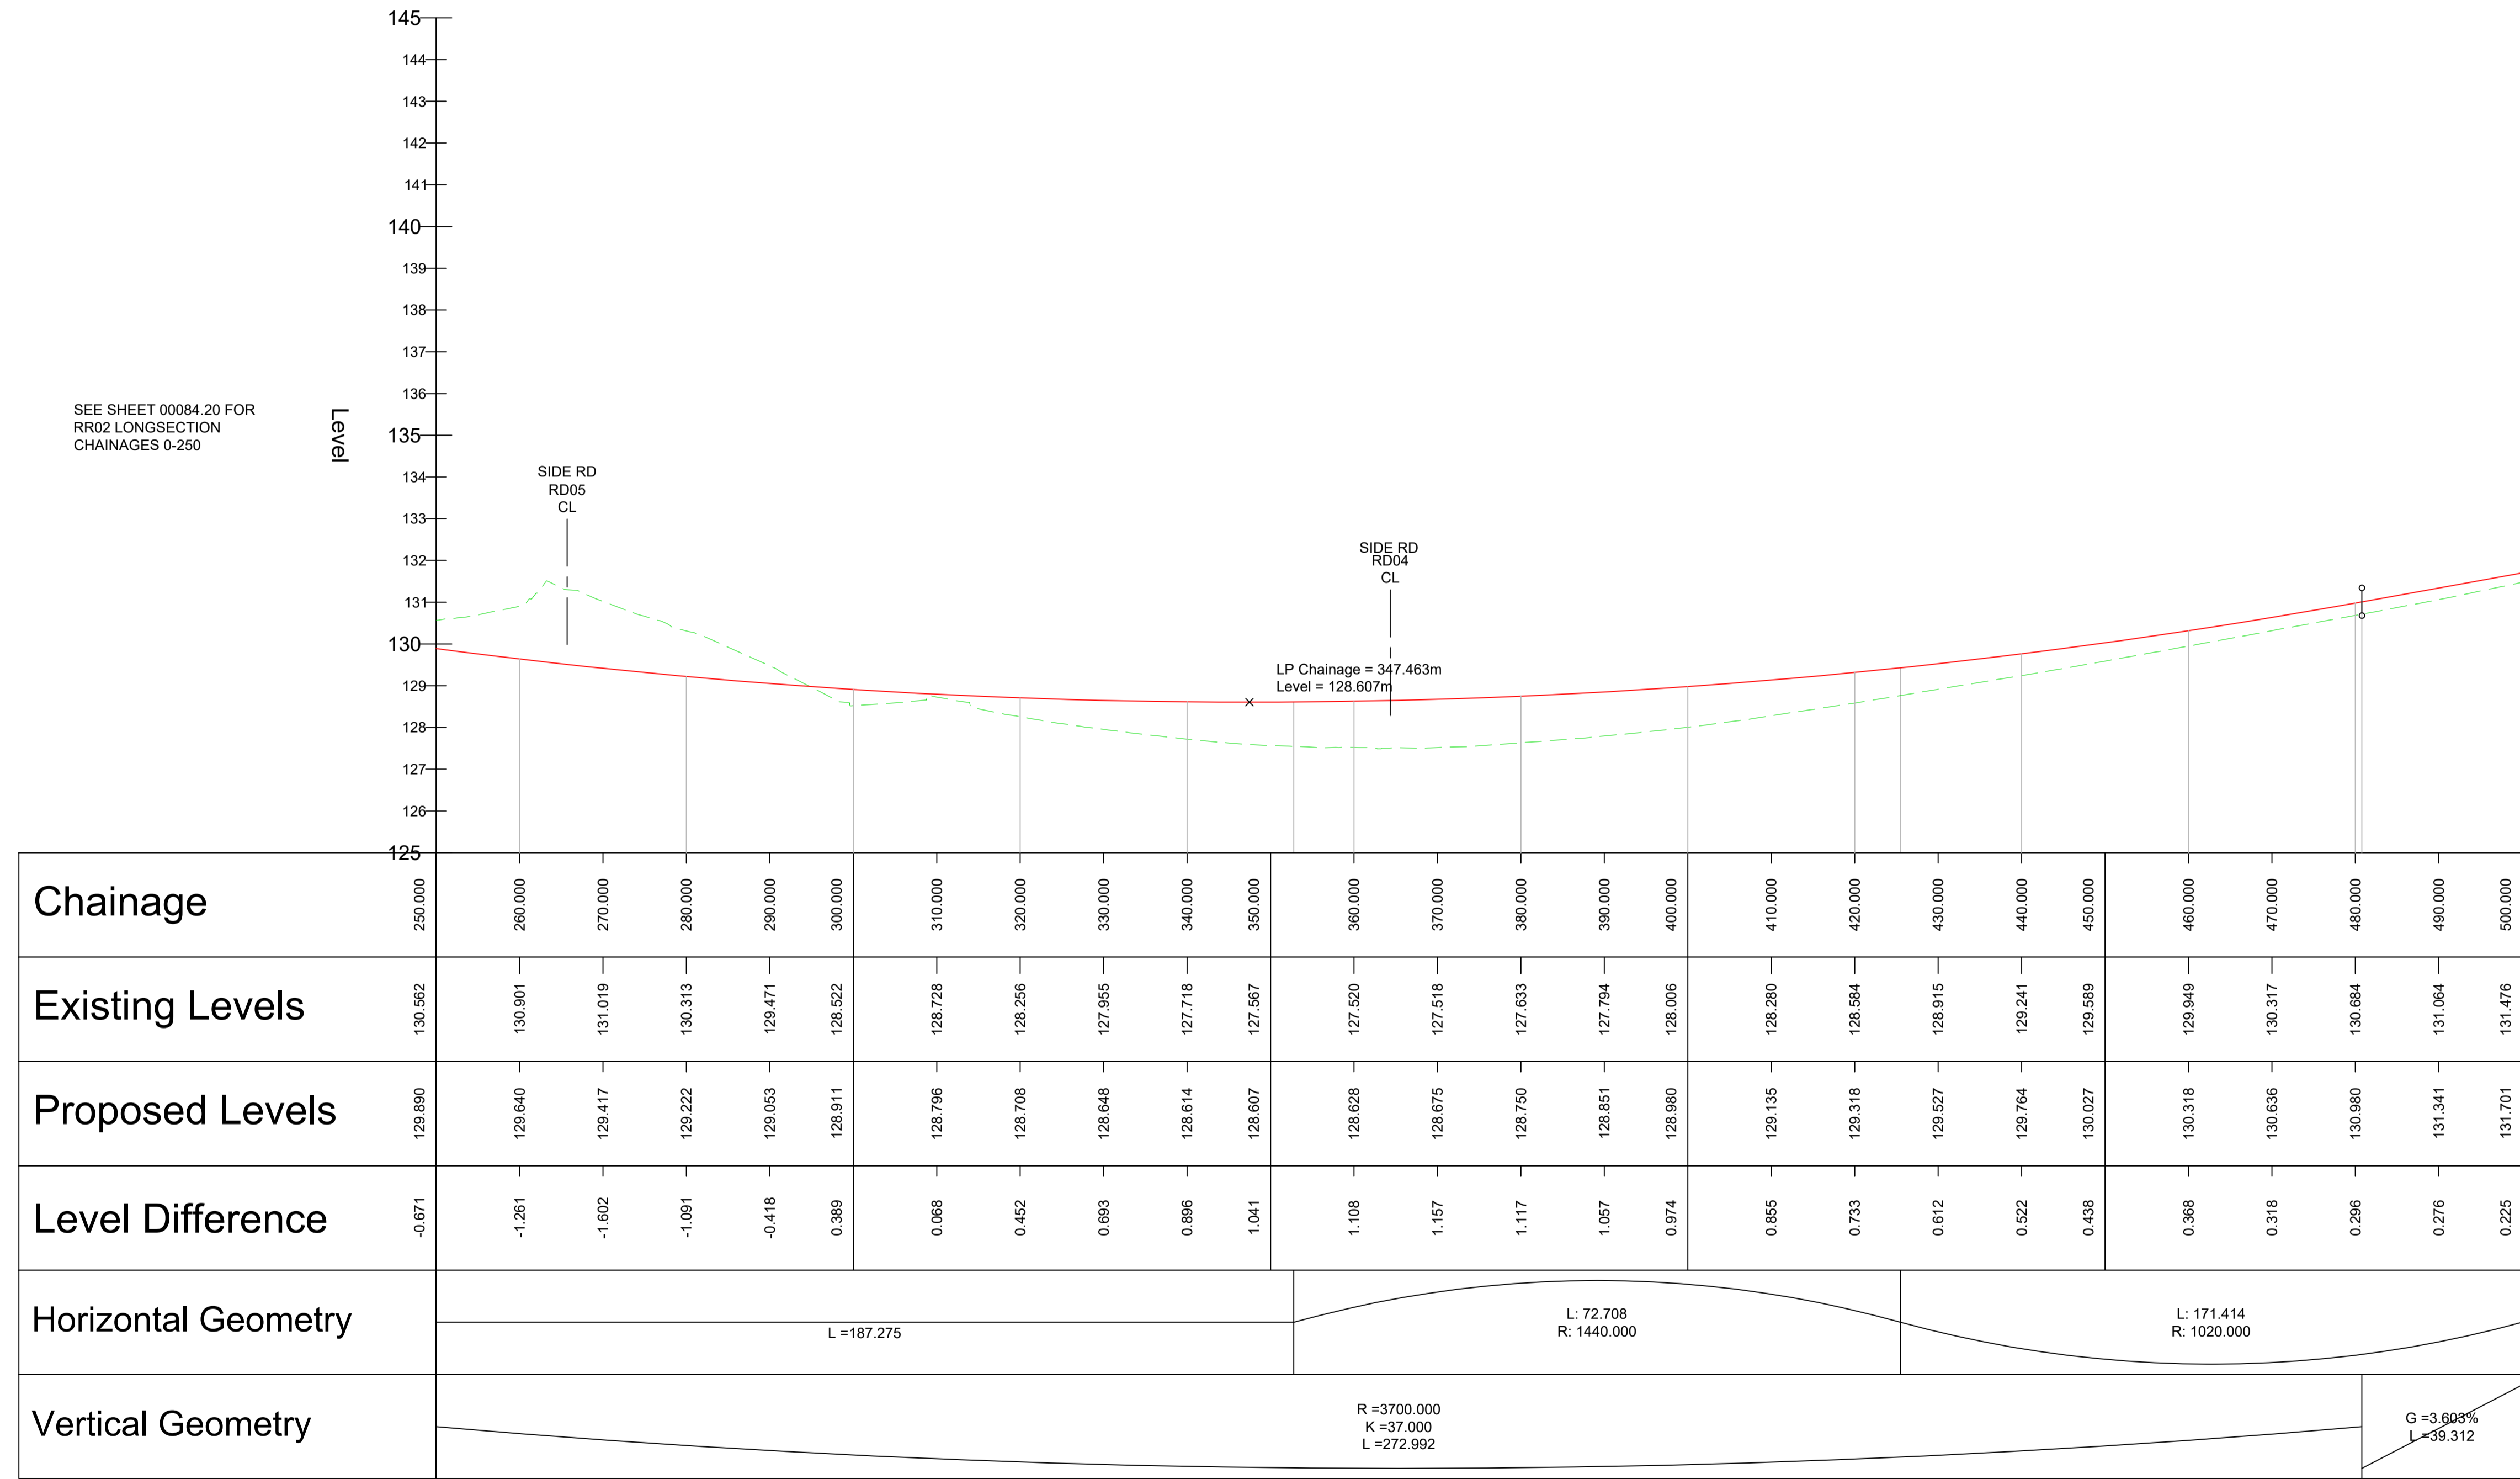 145
144
143
142
141
140
139
138
137
136
135
134
133
132
131
130
129
128
127
126
125
Level
SEE SHEET 00084.20 FOR
RR02 LONGSECTION
CHAINAGES 0-250
SIDE RD
RD05
CL
SIDE RD
RD04
CL
LP Chainage = 347.463m
Level = 128.607m
Chainage 250.000 260.000 270.000 280.000 290.000 300.000 310.000 320.000 330.000 340.000 350.000 360.000 370.000 380.000 390.000 400.000 410.000 420.000 430.000 440.000 450.000 460.000 470.000 480.000 490.000 500.000
Existing Levels 130.562 130.901 131.019 130.313 129.471 128.522 128.728 128.256 127.955 127.718 127.567 127.520 127.518 127.633 127.794 128.006 128.280 128.584 128.915 129.241 129.589 129.949 130.317 130.684 131.064 131.476
Proposed Levels 129.890 129.640 129.417 129.222 129.053 128.911 128.796 128.708 128.648 128.614 128.607 128.628 128.675 128.750 128.851 128.980 129.135 129.318 129.527 129.764 130.027 130.318 130.636 130.980 131.341 131.701
Level Difference -0.671 -1.261 -1.602 -1.091 -0.418 0.389 0.068 0.452 0.693 0.896 1.041 1.108 1.157 1.117 1.057 0.974 0.855 0.733 0.612 0.522 0.438 0.368 0.318 0.296 0.276 0.225
Horizontal Geometry
L =187.275
L: 72.708
R: 1440.000
L: 171.414
R: 1020.000
Vertical Geometry
R =3700.000
K =37.000
L =272.992
G =3.603%
L =39.312